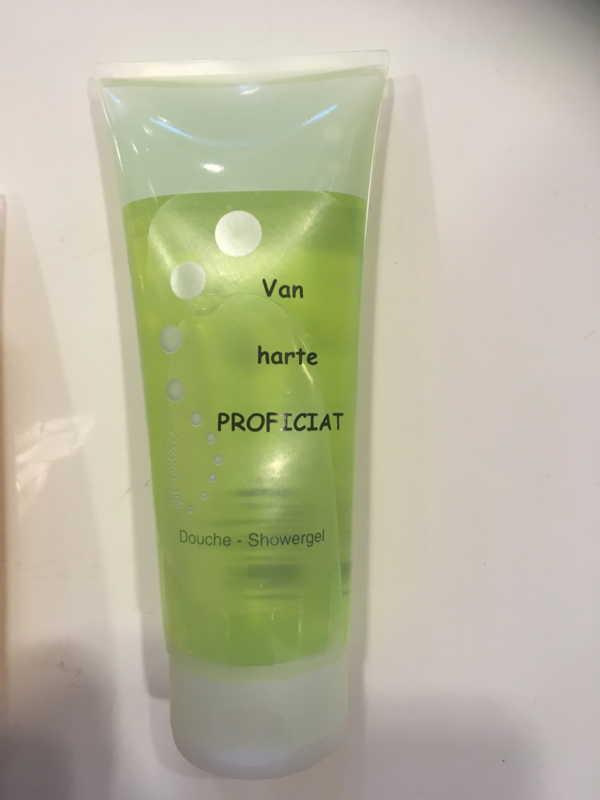 Van
harte
PROFICIAT
Douche - Showergel